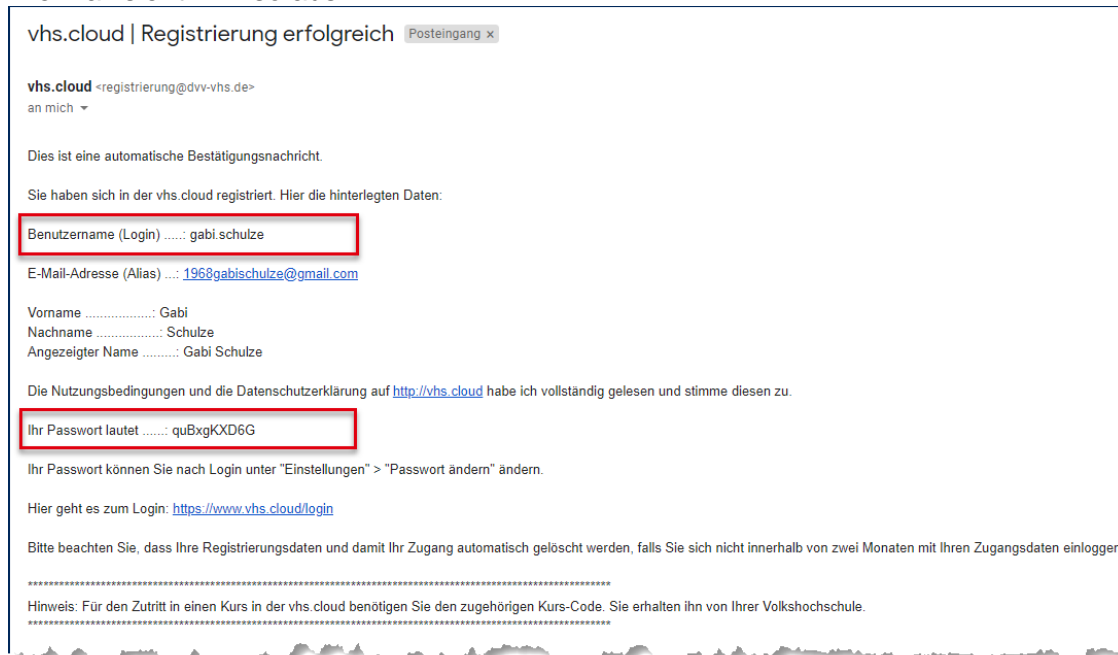 vhs.cloud | Registrierung erfolgreich Posteingang x
vhs.cloud <registrierung@dvv-vhs.de>
an mich
Dies ist eine automatische Bestätigungsnachricht.
Sie haben sich in der vhs.cloud registriert. Hier die hinterlegten Daten:
Benutzername (Login) .....: gabi.schulze
E-Mail-Adresse (Alias) ...: 1968gabischulze@gmail.com
Vorname ..................: Gabi
Nachname .................: Schulze
Angezeigter Name .........: Gabi Schulze
Die Nutzungsbedingungen und die Datenschutzerklärung auf http://vhs.cloud habe ich vollständig gelesen und stimme diesen zu.
Ihr Passwort lautet ......: quBxgKXD6G
Ihr Passwort können Sie nach Login unter "Einstellungen" > "Passwort ändern" ändern.
Hier geht es zum Login: https://www.vhs.cloud/login
Bitte beachten Sie, dass Ihre Registrierungsdaten und damit Ihr Zugang automatisch gelöscht werden, falls Sie sich nicht innerhalb von zwei Monaten mit Ihren Zugangsdaten einlogger
Hinweis: Für den Zutritt in einen Kurs in der vhs.cloud benötigen Sie den zugehörigen Kurs-Code. Sie erhalten ihn von Ihrer Volkshochschule.